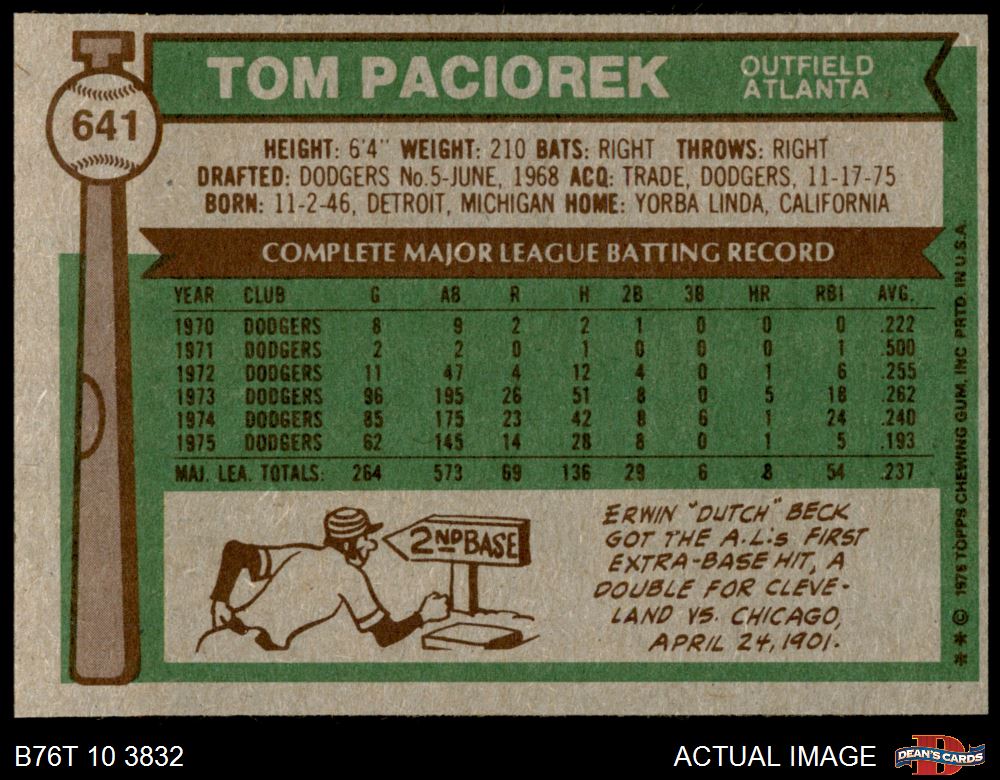 TOM PACIOREK
OUTFIELD
ATLANTA
641
HEIGHT: 6'4" WEIGHT: 210 BATS: RIGHT THROWS: RIGHT
DRAFTED: DODGERS No.5-JUNE, 1968 ACQ: TRADE, DODGERS, 11-17-75
BORN: 11-2-46, DETROIT, MICHIGAN HOME: YORBA LINDA, CALIFORNIA
COMPLETE MAJOR LEAGUE BATTING RECORD
YEAR CLUB G AB R H 2B 3B HR RBI AVG.
1970 DODGERS 8 9 2 2 1 0 0 0 .222
1971 DODGERS 2 2 0 1 0 0 0 1 .500
1972 DODGERS 11 47 4 12 4 0 1 6 .255
1973 DODGERS 96 195 26 51 8 0 5 18 .262
1974 DODGERS 85 175 23 42 8 6 1 24 .240
1975 DODGERS 62 145 14 28 8 0 1 5 .193
MAJ. LEA. TOTALS: 264 573 69 136 29 6 8 54 .237
2ND BASE
ERWIN "DUTCH" BECK
GOT THE A.L.'s FIRST
EXTRA-BASE HIT, A
DOUBLE FOR CLEVE-
LAND VS. CHICAGO,
APRIL 24, 1901.
** © 1976 TOPPS CHEWING GUM, INC PRTD. IN U.S.A.
B76T 10 3832
ACTUAL IMAGE
D
DEAN'S CARDS